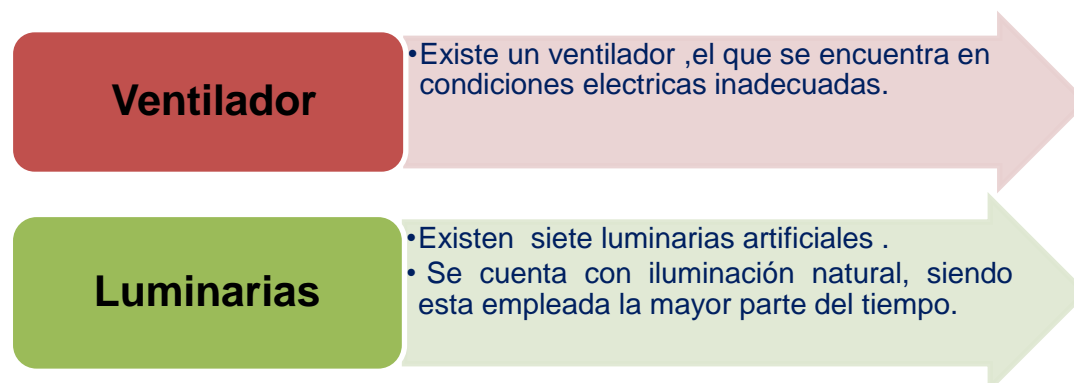 Ventilador
•Existe un ventilador ,el que se encuentra en
condiciones electricas inadecuadas.
Luminarias
•Existen siete luminarias artificiales .
• Se cuenta con iluminación natural, siendo
esta empleada la mayor parte del tiempo.